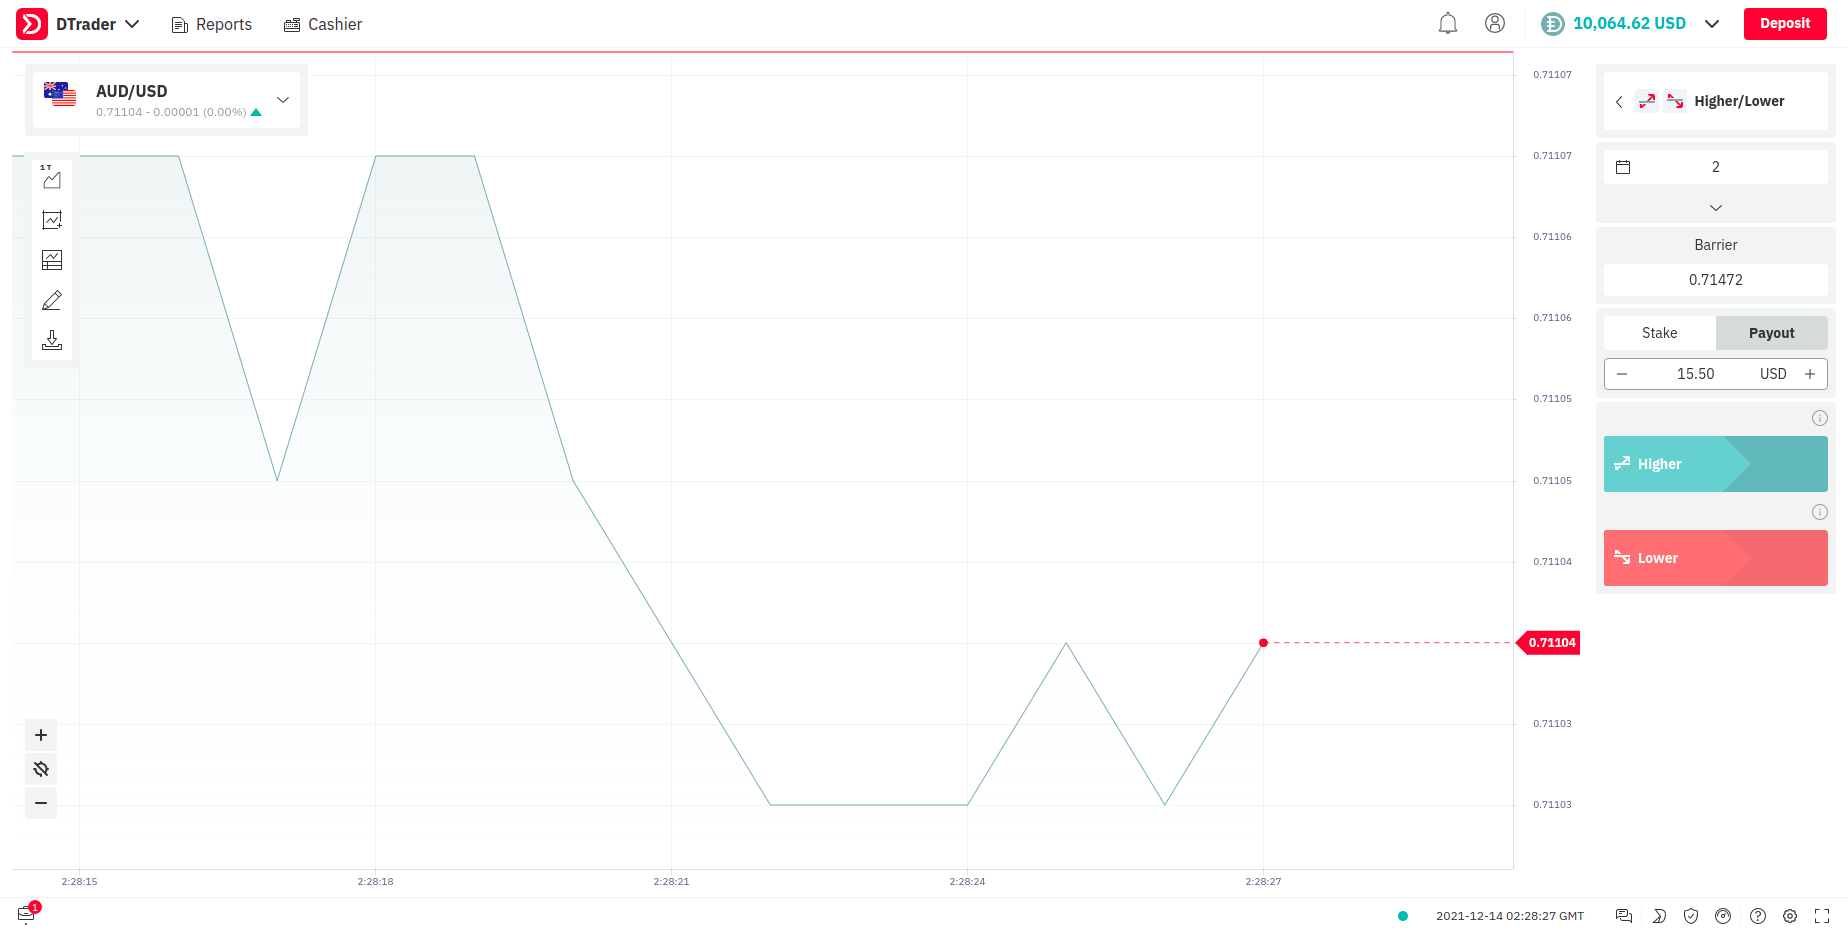 DTrader
Reports
Cashier
10,064.62 USD
Deposit
AUD/USD
0.71104 - 0.00001 (0.00%)
1T
0.71107
0.71107
0.71106
0.71106
0.71105
0.71105
0.71104
0.71104
0.71103
0.71103
2:28:15
2:28:18
2:28:21
2:28:24
2:28:27
Higher/Lower
2
Barrier
0.71472
Stake
Payout
15.50
USD
Higher
Lower
1
2021-12-14 02:28:27 GMT